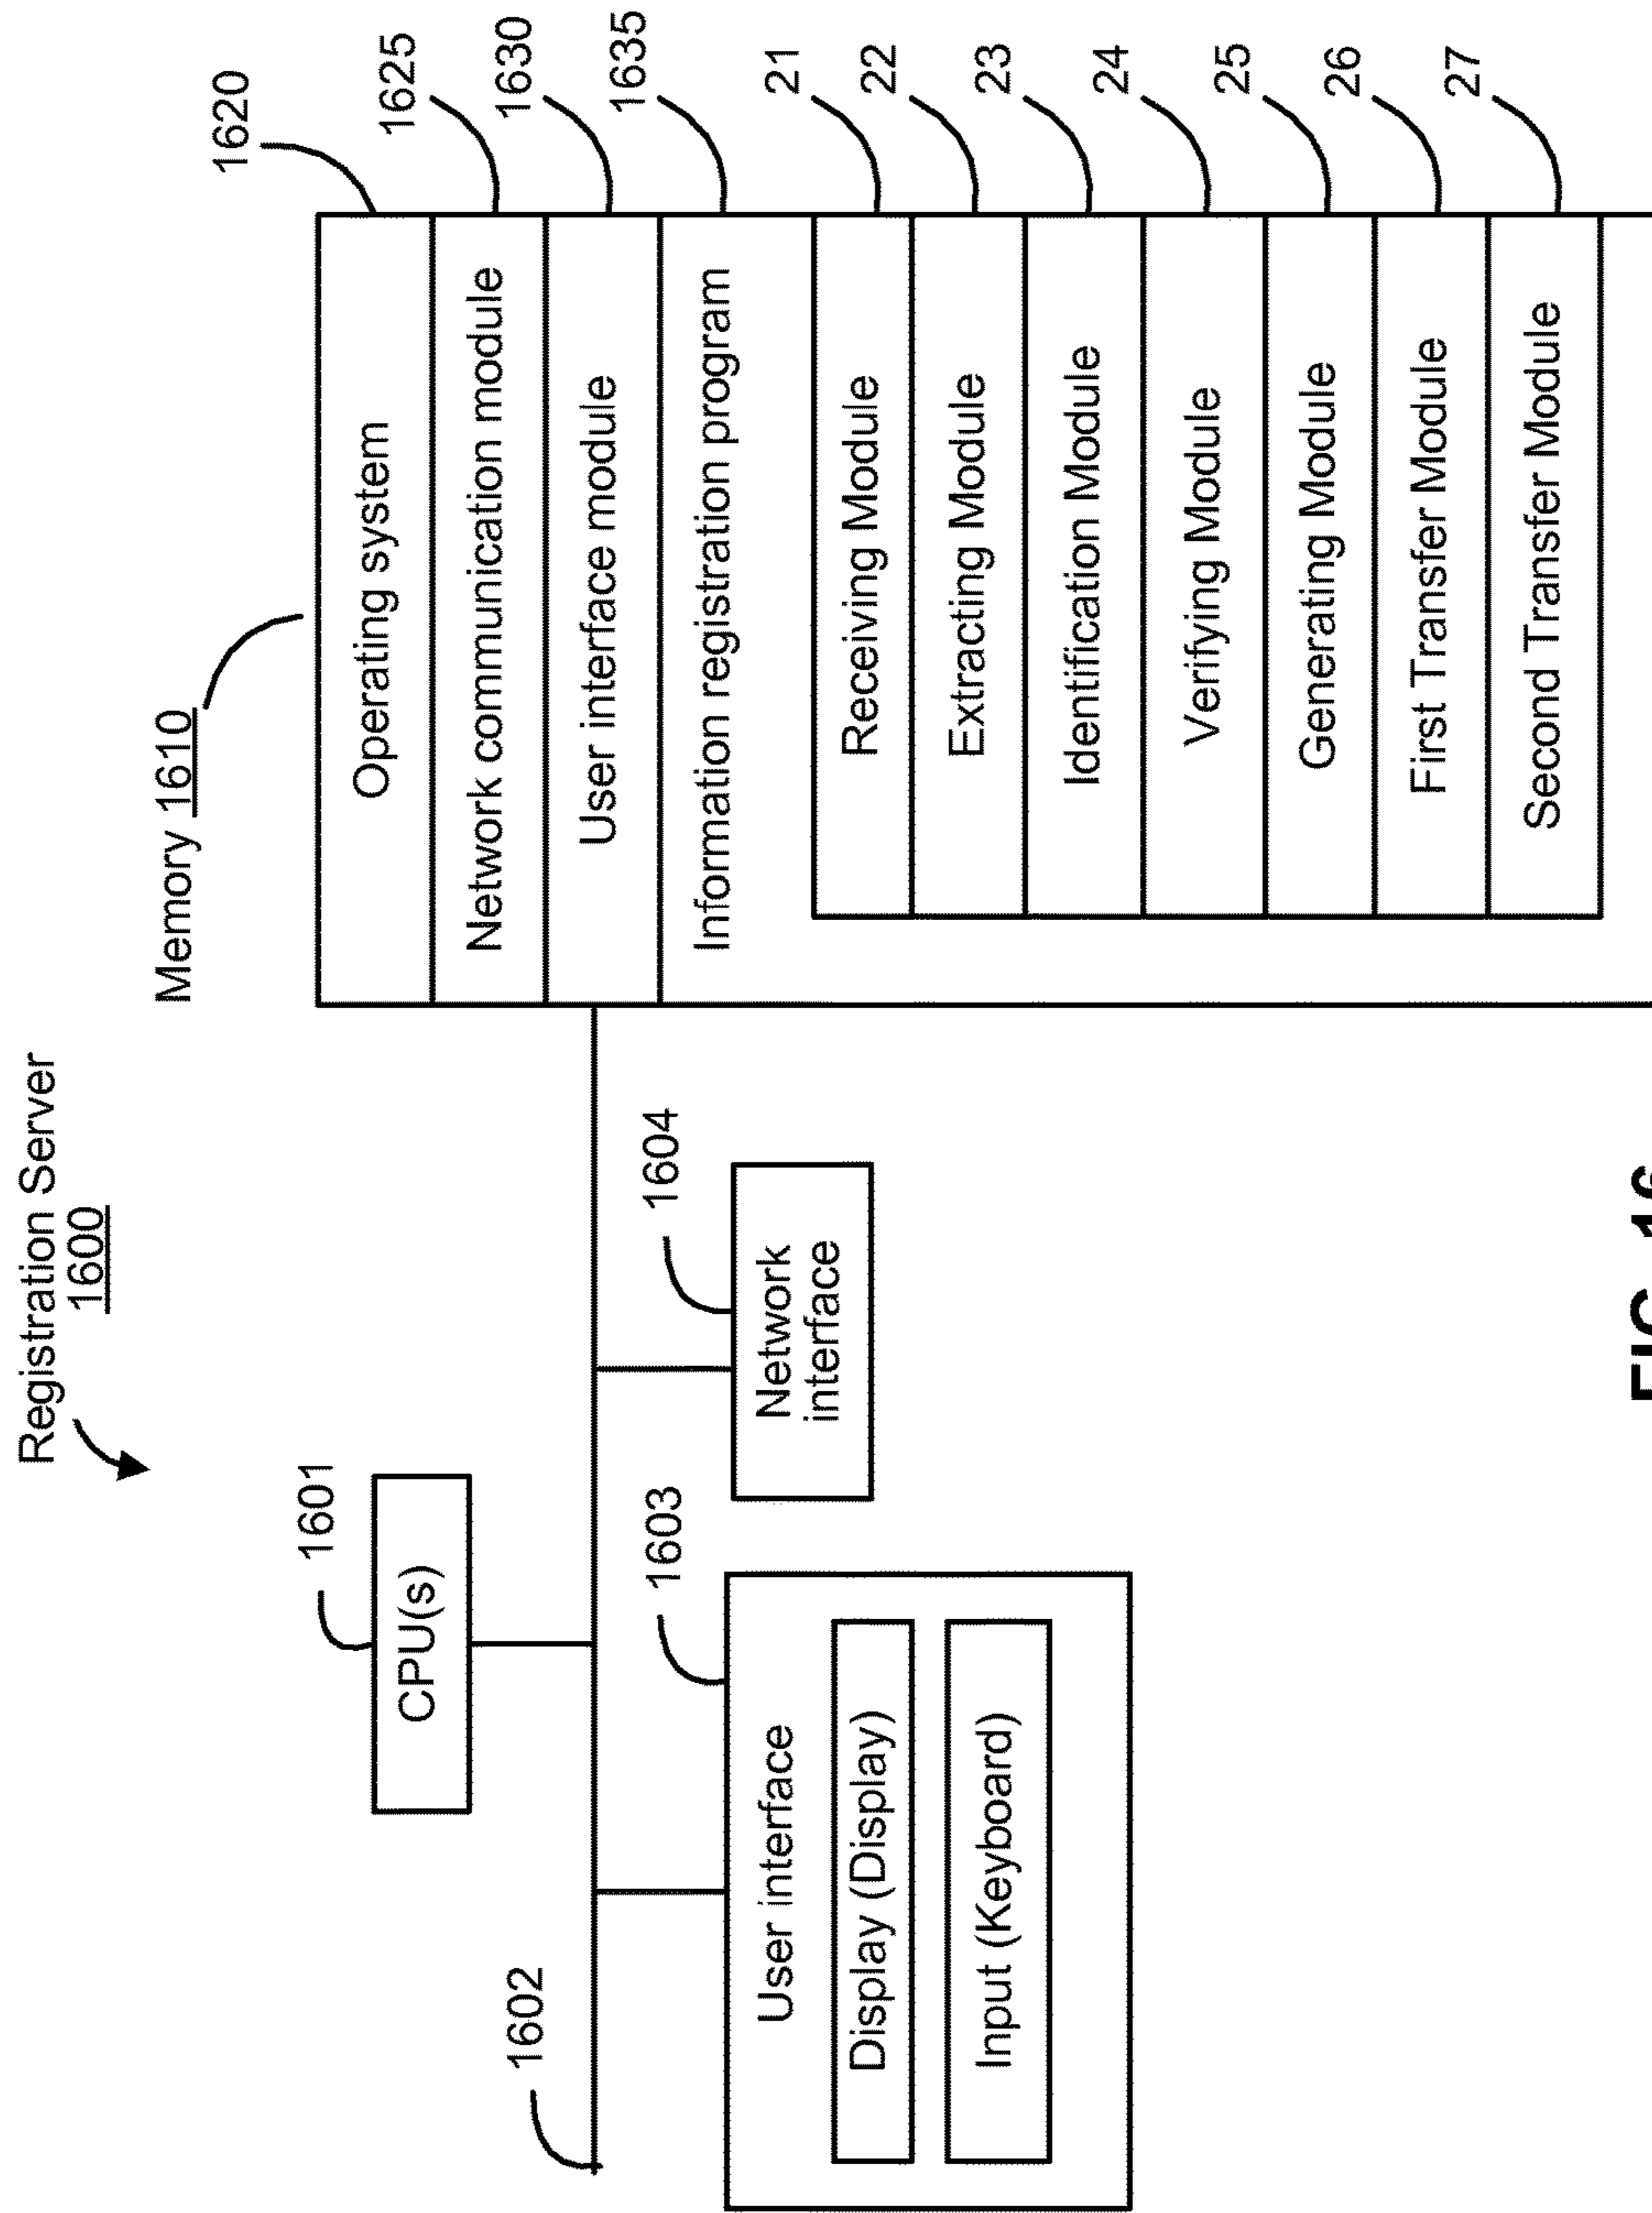 Registration Server
1600
Memory 1610
1620
Operating system
1625
Network communication module
1630
User interface module
1635
Information registration program
21
Receiving Module
22
Extracting Module
23
Identification Module
24
Verifying Module
25
Generating Module
26
First Transfer Module
27
Second Transfer Module
1601
CPU(s)
1602
1603
User interface
Display (Display)
Input (Keyboard)
1604
Network
interface
FIG. 16